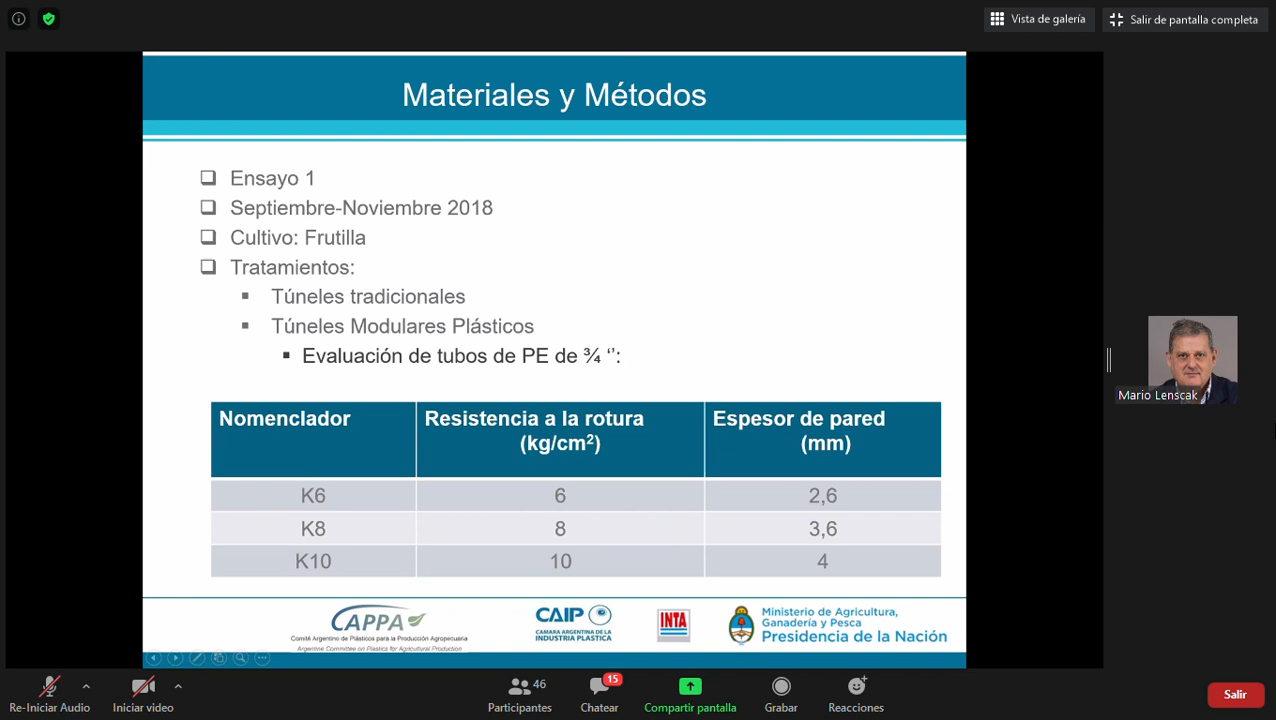 Vista de galería
Salir de pantalla completa
Materiales y Métodos
❑ Ensayo 1
❑ Septiembre-Noviembre 2018
❑ Cultivo: Frutilla
❑ Tratamientos:
▪ Túneles tradicionales
▪ Túneles Modulares Plásticos
▪ Evaluación de tubos de PE de ¾ ‘’:
Nomenclador Resistencia a la rotura Espesor de pared
(kg/cm²) (mm)
K6 6 2,6
K8 8 3,6
K10 10 4
Mario Lenscak
CAPPA
Comité Argentino de Plásticos para la Producción Agropecuaria
Argentine Committee on Plastics for Agricultural Production
CAIP
CAMARA ARGENTINA DE LA
INDUSTRIA PLASTICA
INTA
Ministerio de Agricultura,
Ganadería y Pesca
Presidencia de la Nación
Re-Iniciar Audio
Iniciar video
46
Participantes
15
Chatear
Compartir pantalla
Grabar
Reacciones
Salir